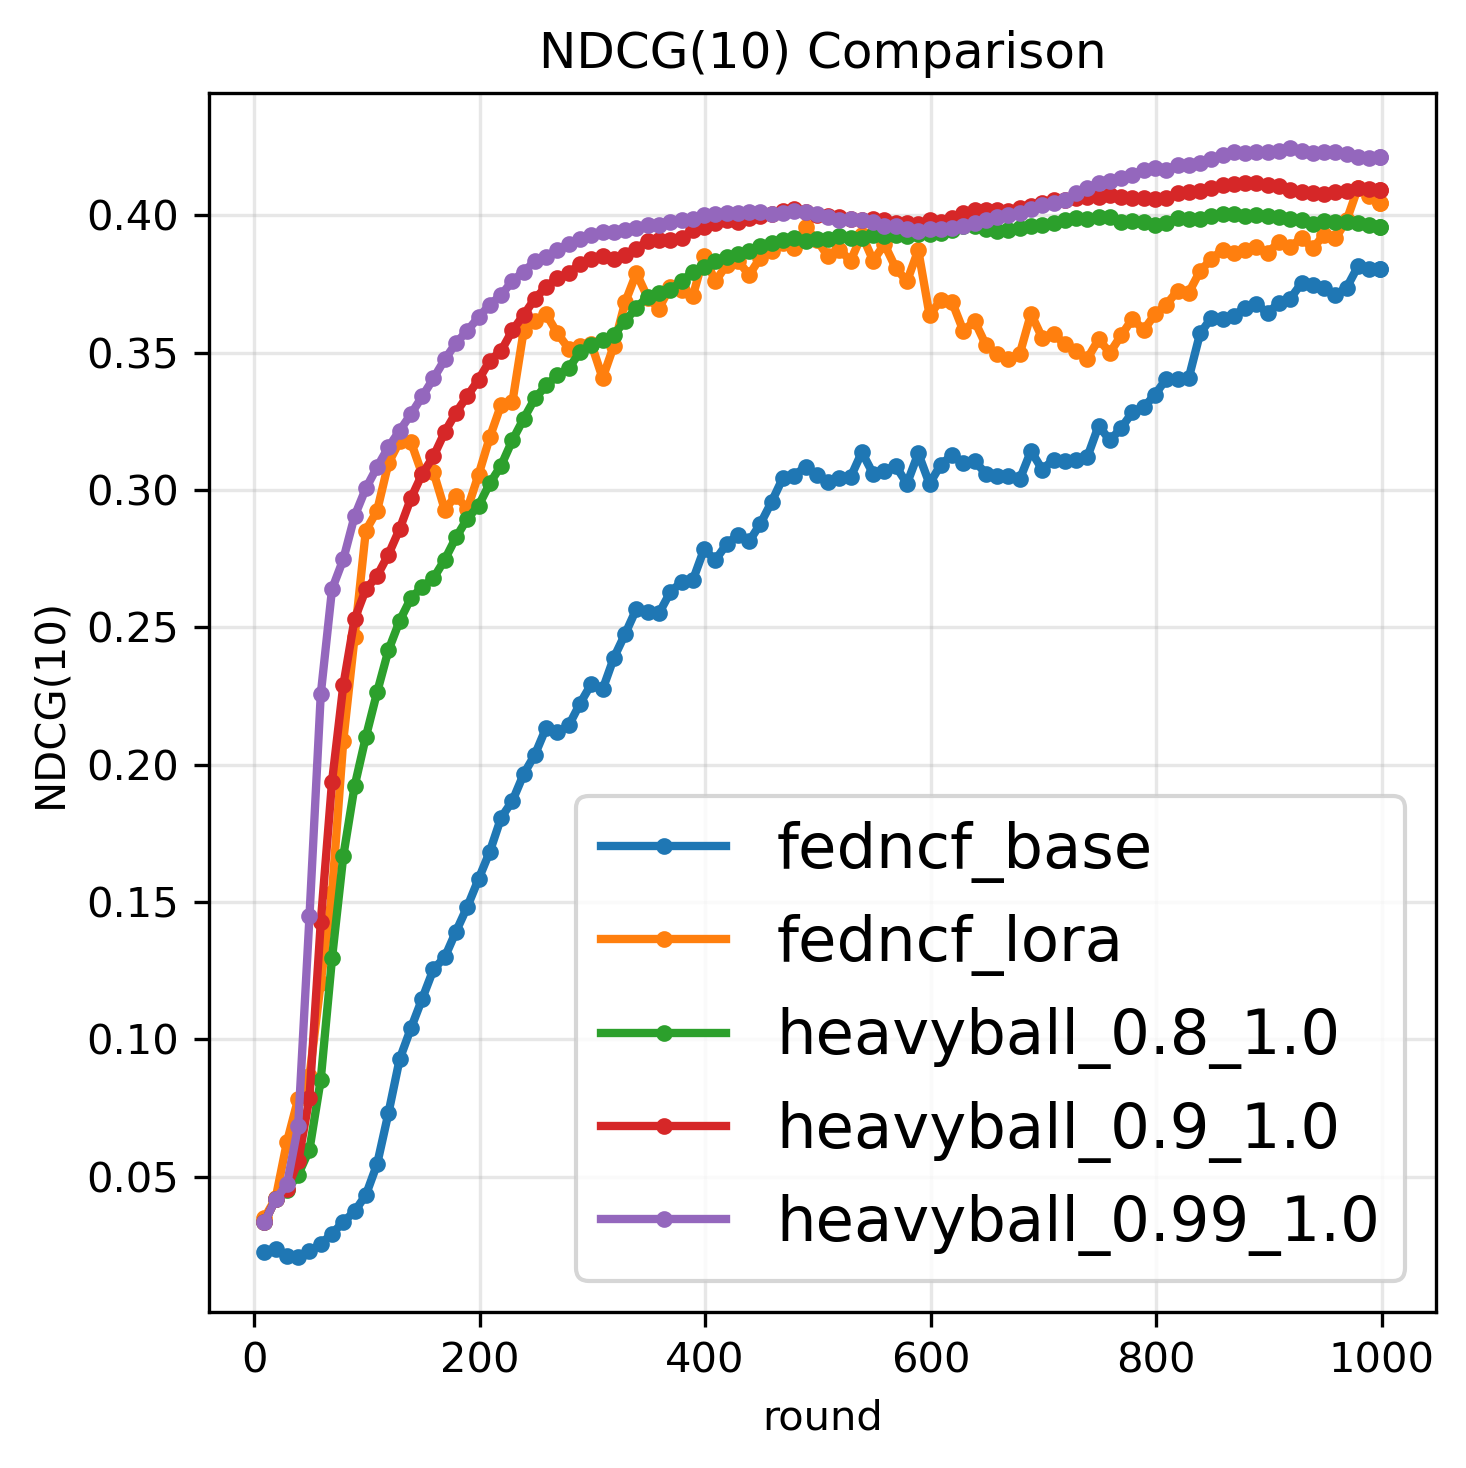 NDCG(10) Comparison
NDCG(10)
0.40
0.35
0.30
0.25
0.20
0.15
0.10
0.05
fedncf_base
fedncf_lora
heavyball_0.8_1.0
heavyball_0.9_1.0
heavyball_0.99_1.0
0 200 400 600 800 1000
round